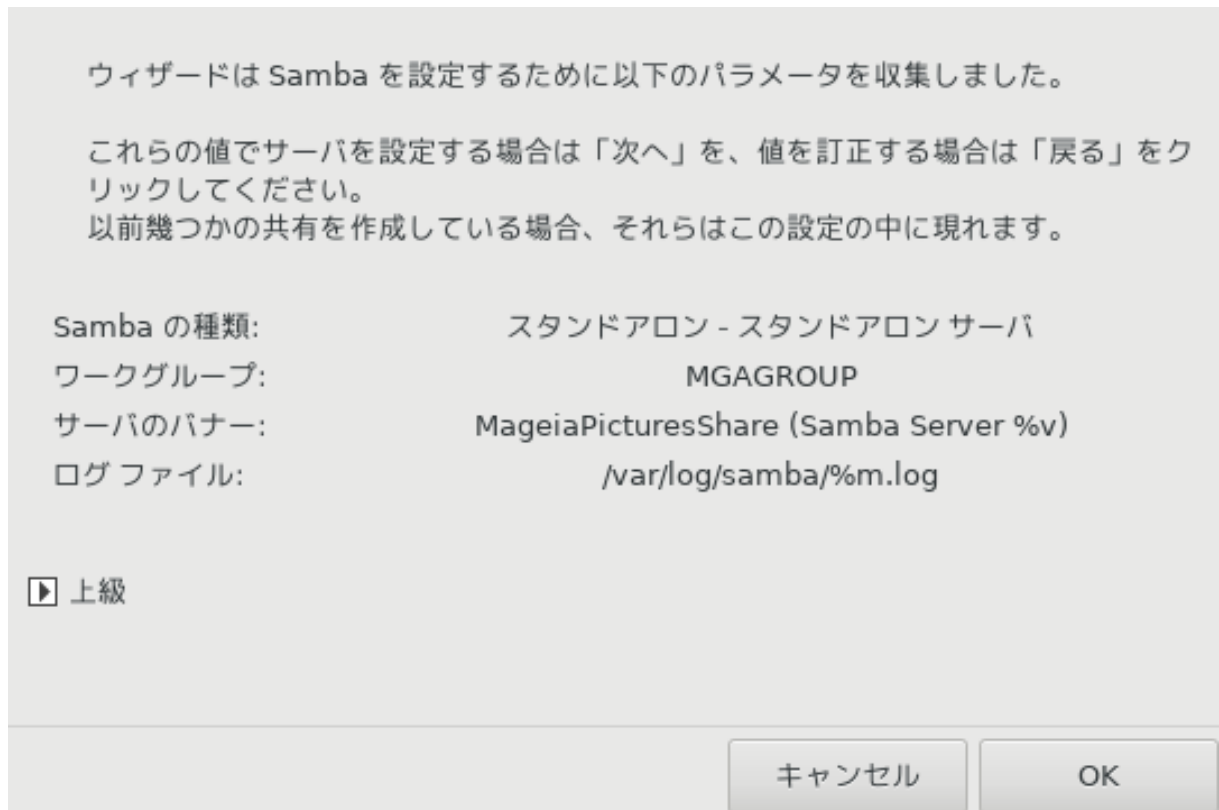 ウィザードは Samba を設定するために以下のパラメータを収集しました。
これらの値でサーバを設定する場合は「次へ」を、値を訂正する場合は「戻る」をク
リックしてください。
以前幾つかの共有を作成している場合、それらはこの設定の中に現れます。
Samba の種類: スタンドアロン - スタンドアロン サーバ
ワークグループ: MGAGROUP
サーバのバナー: MageiaPicturesShare (Samba Server %v)
ログ ファイル: /var/log/samba/%m.log
上級
キャンセル OK